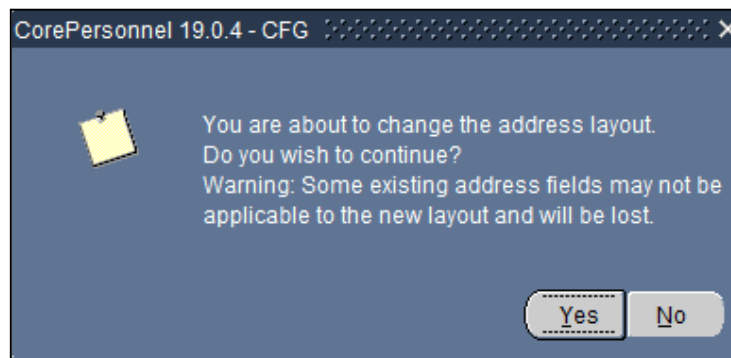 CorePersonnel 19.0.4 - CFG
You are about to change the address layout.
Do you wish to continue?
Warning: Some existing address fields may not be
applicable to the new layout and will be lost.
Yes No